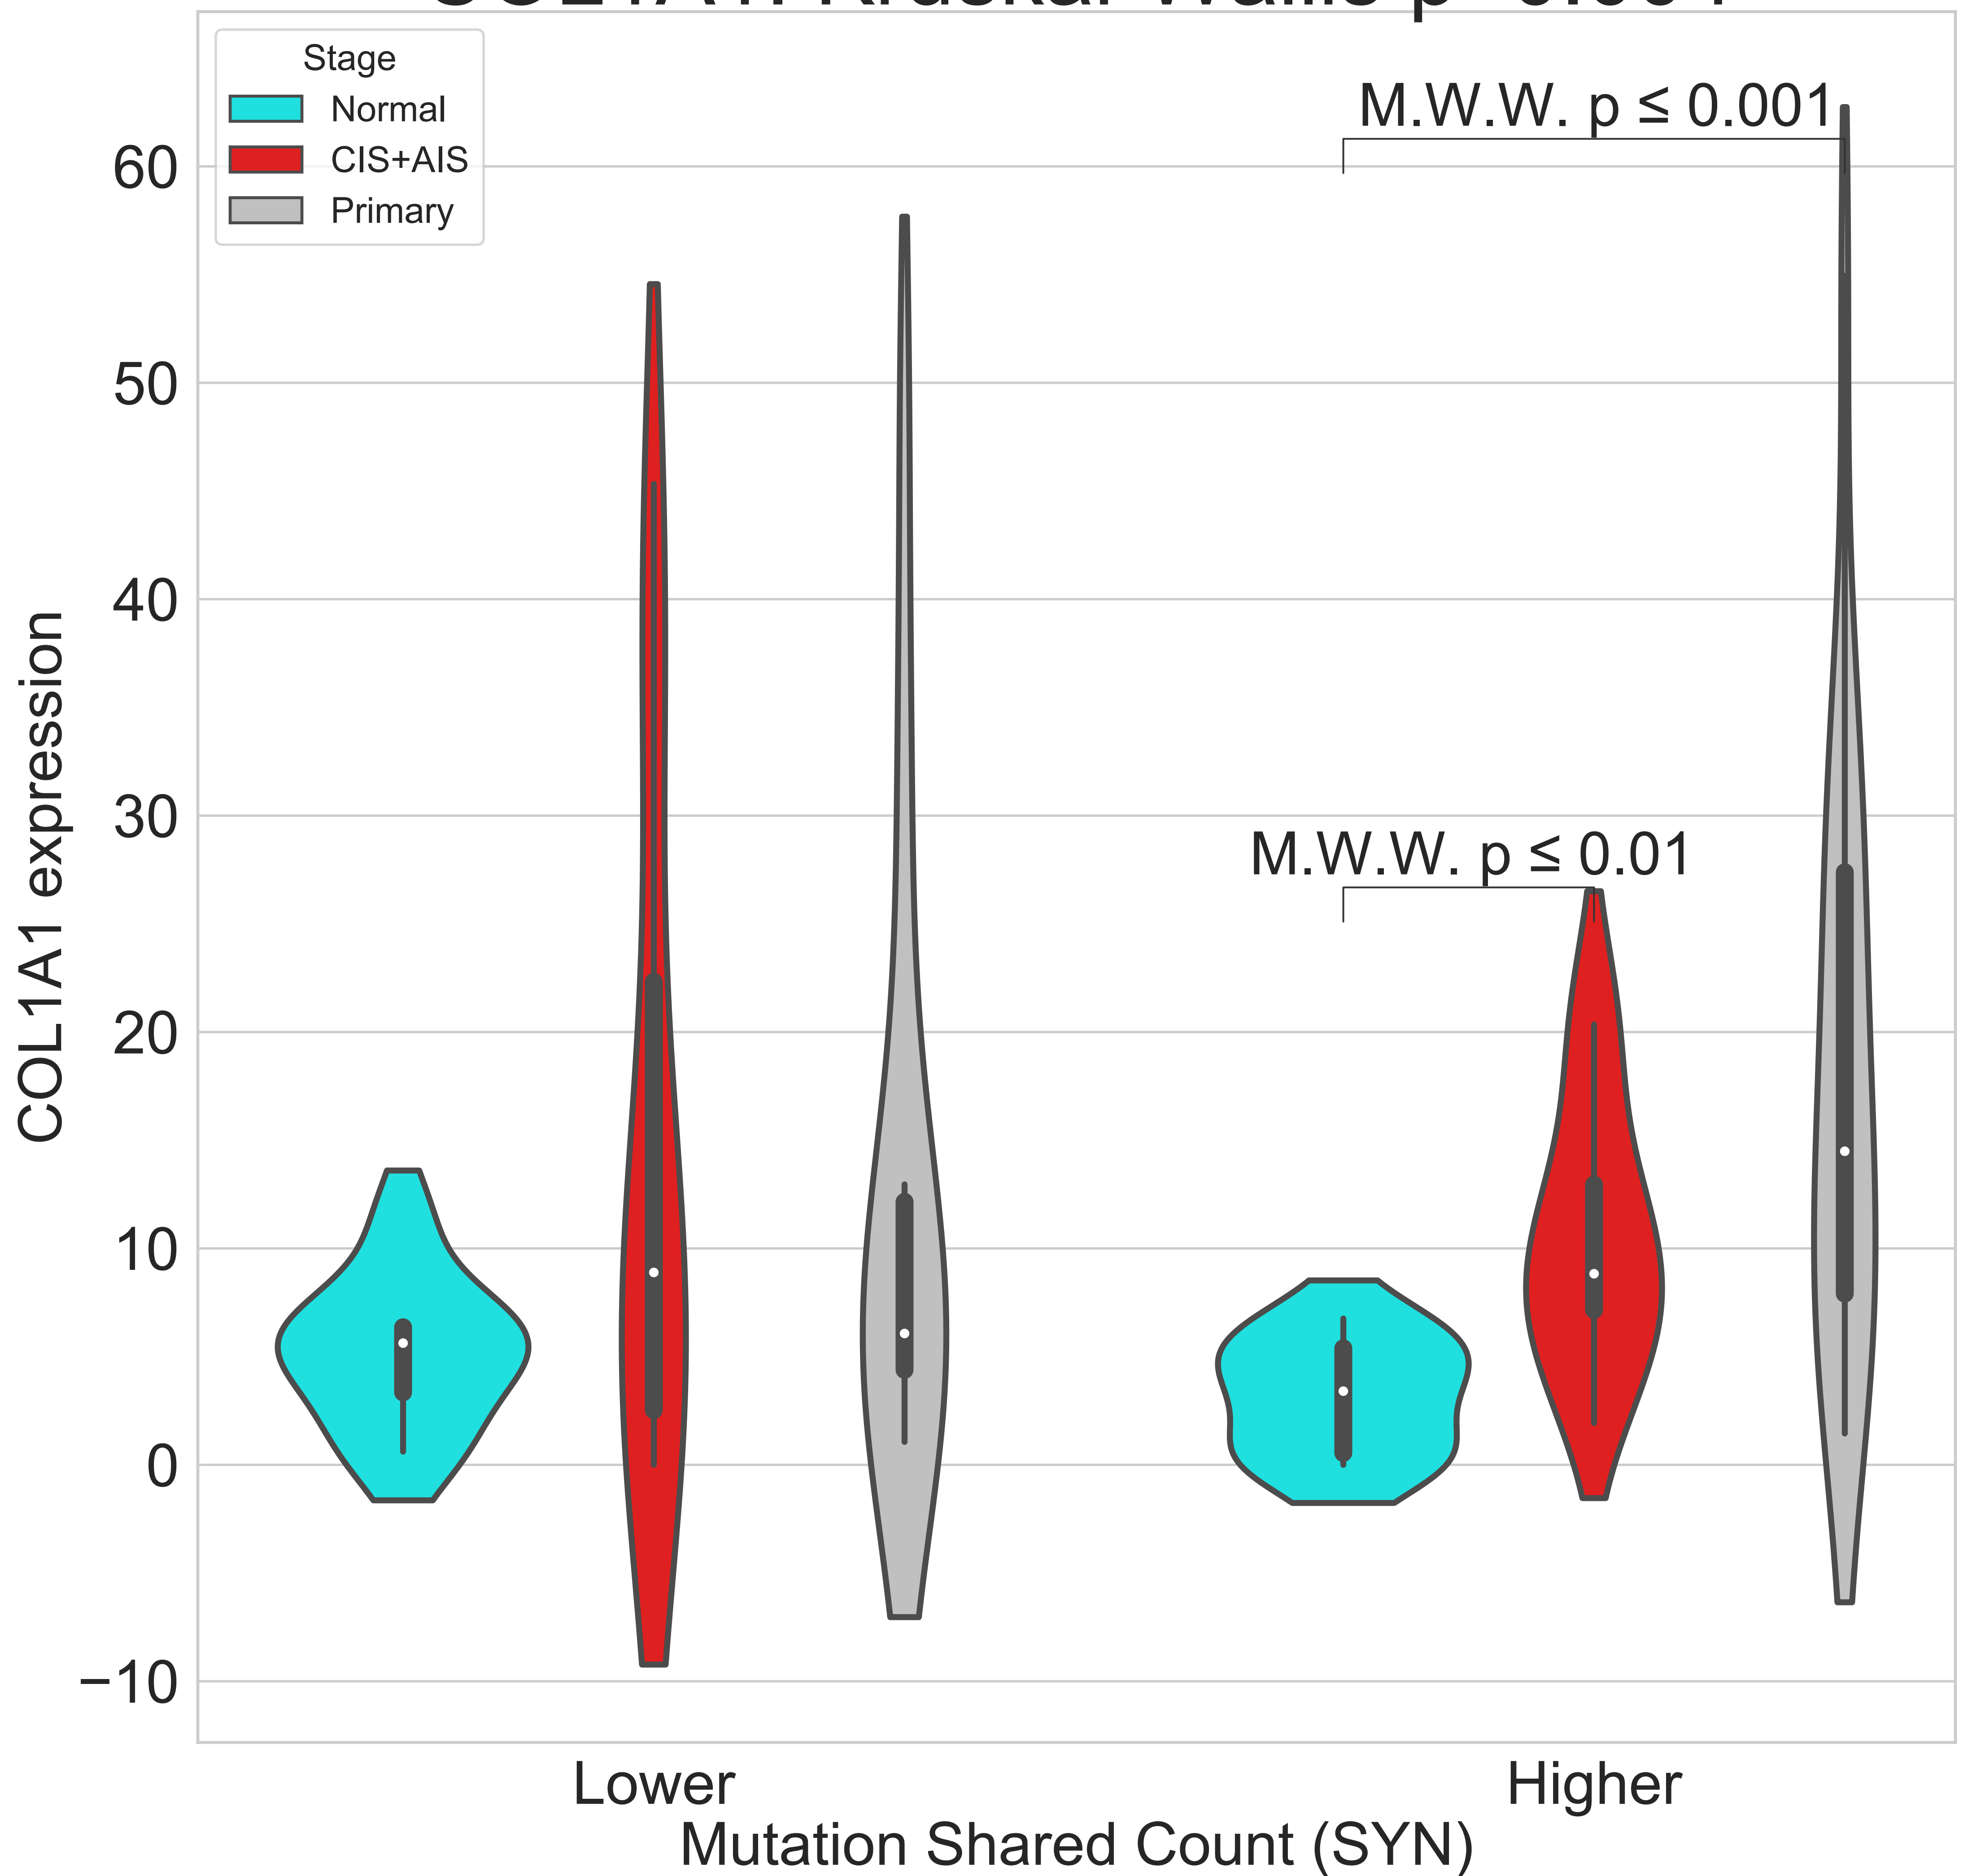 Stage
Normal
CIS+AIS
Primary
M.W.W. p ≤ 0.001
M.W.W. p ≤ 0.01
60
50
40
30
20
10
0
−10
COL1A1 expression
Lower
Higher
Mutation Shared Count (SYN)